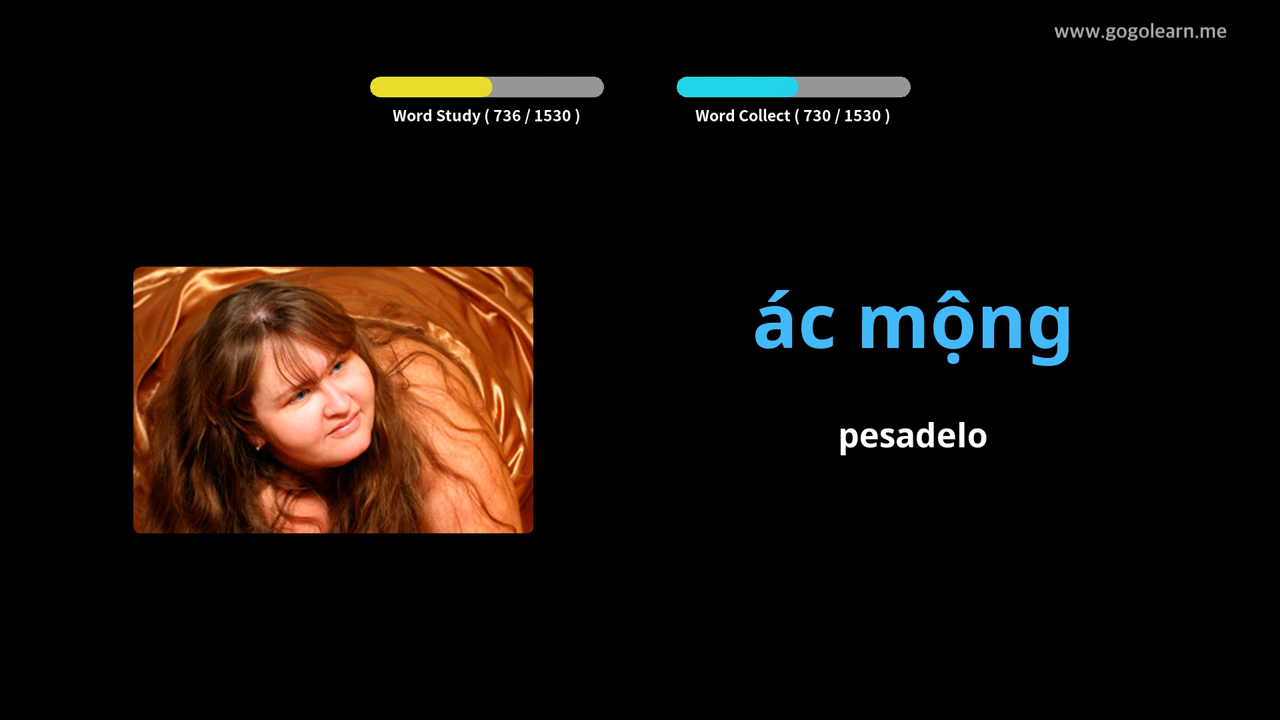 www.gogolearn.me
Word Study ( 736 / 1530 )
Word Collect ( 730 / 1530 )
ác mộng
pesadelo